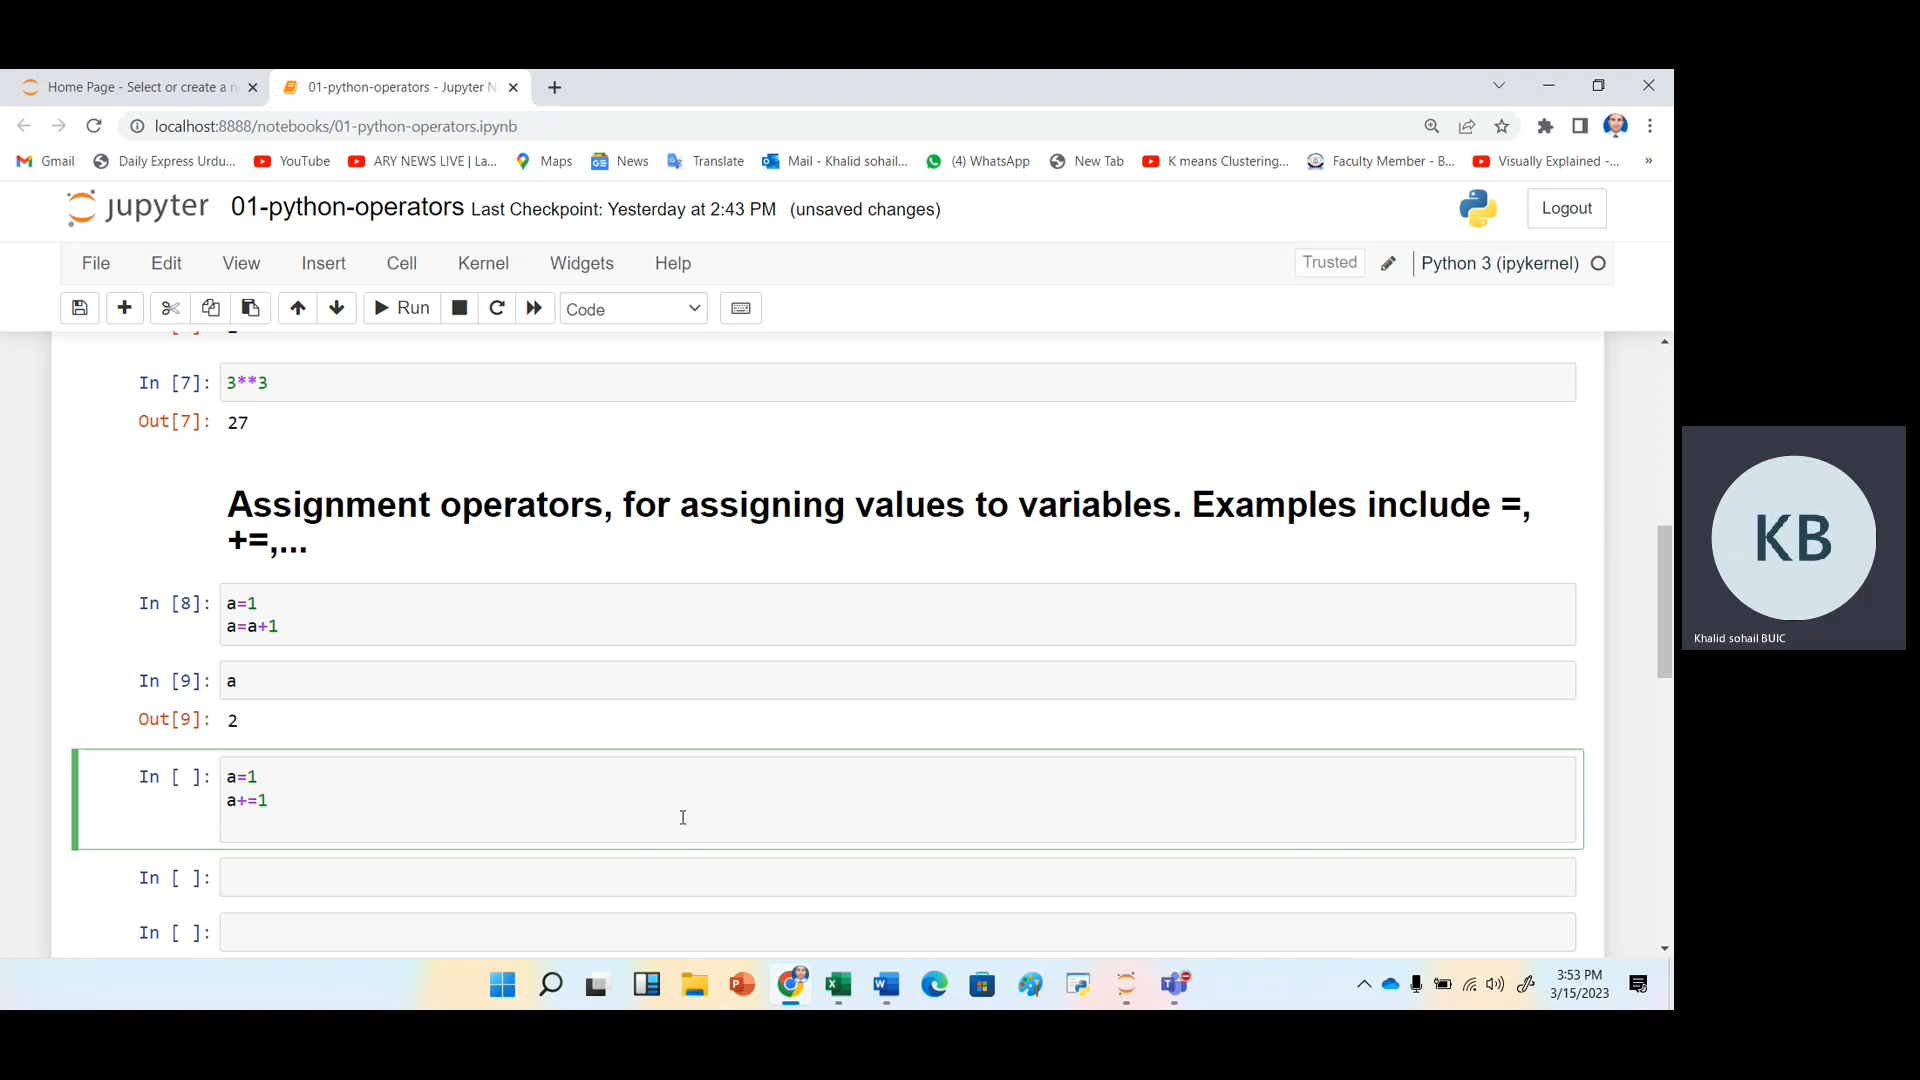 Home Page - Select or create a n
01-python-operators - Jupyter N
localhost:8888/notebooks/01-python-operators.ipynb
Gmail
Daily Express Urdu...
YouTube
ARY NEWS LIVE | La...
Maps
News
Translate
Mail - Khalid sohail...
(4) WhatsApp
New Tab
K means Clustering...
Faculty Member - B...
Visually Explained -...
»
jupyter 01-python-operators Last Checkpoint: Yesterday at 2:43 PM (unsaved changes)
Logout
File Edit View Insert Cell Kernel Widgets Help
Trusted
Python 3 (ipykernel)
Run
Code
In [7]: 3**3
Out[7]: 27
Assignment operators, for assigning values to variables. Examples include =,
+=,...
In [8]: a=1
a=a+1
In [9]: a
Out[9]: 2
In [ ]: a=1
a+=1
In [ ]:
In [ ]:
KB
Khalid sohail BUIC
3:53 PM
3/15/2023